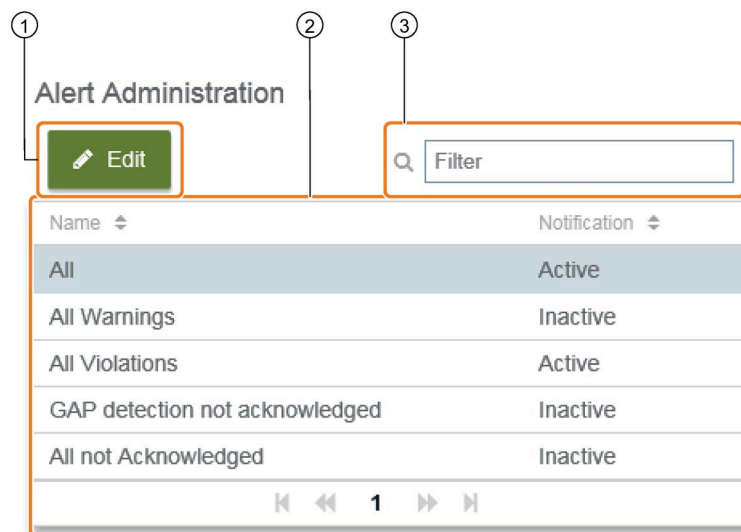 1 2 3
Alert Administration
Edit Filter
Name Notification
All Active
All Warnings Inactive
All Violations Active
GAP detection not acknowledged Inactive
All not Acknowledged Inactive
1